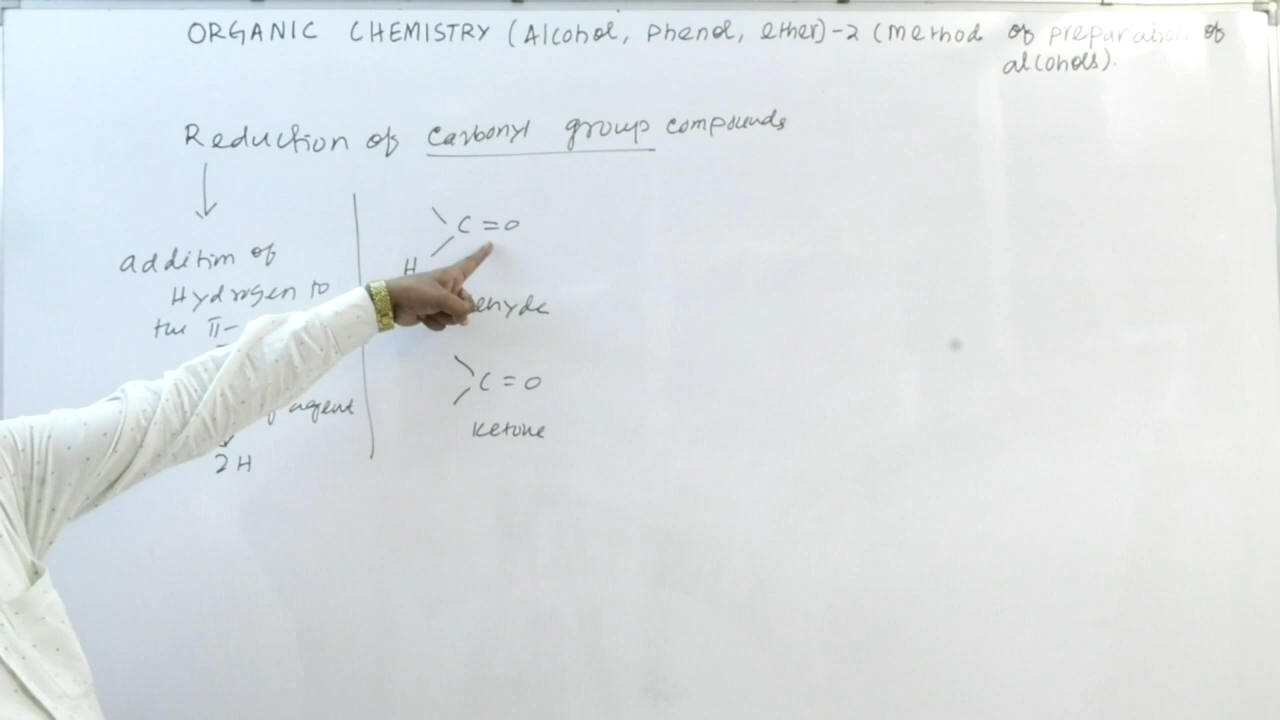 ORGANIC CHEMISTRY (Alcohol, Phenol, ether)-2 (method of preparation of
alcohols).
Reduction of carbonyl group compounds
addition of
Hydrogen to
the π-
agent
2H
C=O
H
C=O
Ketone